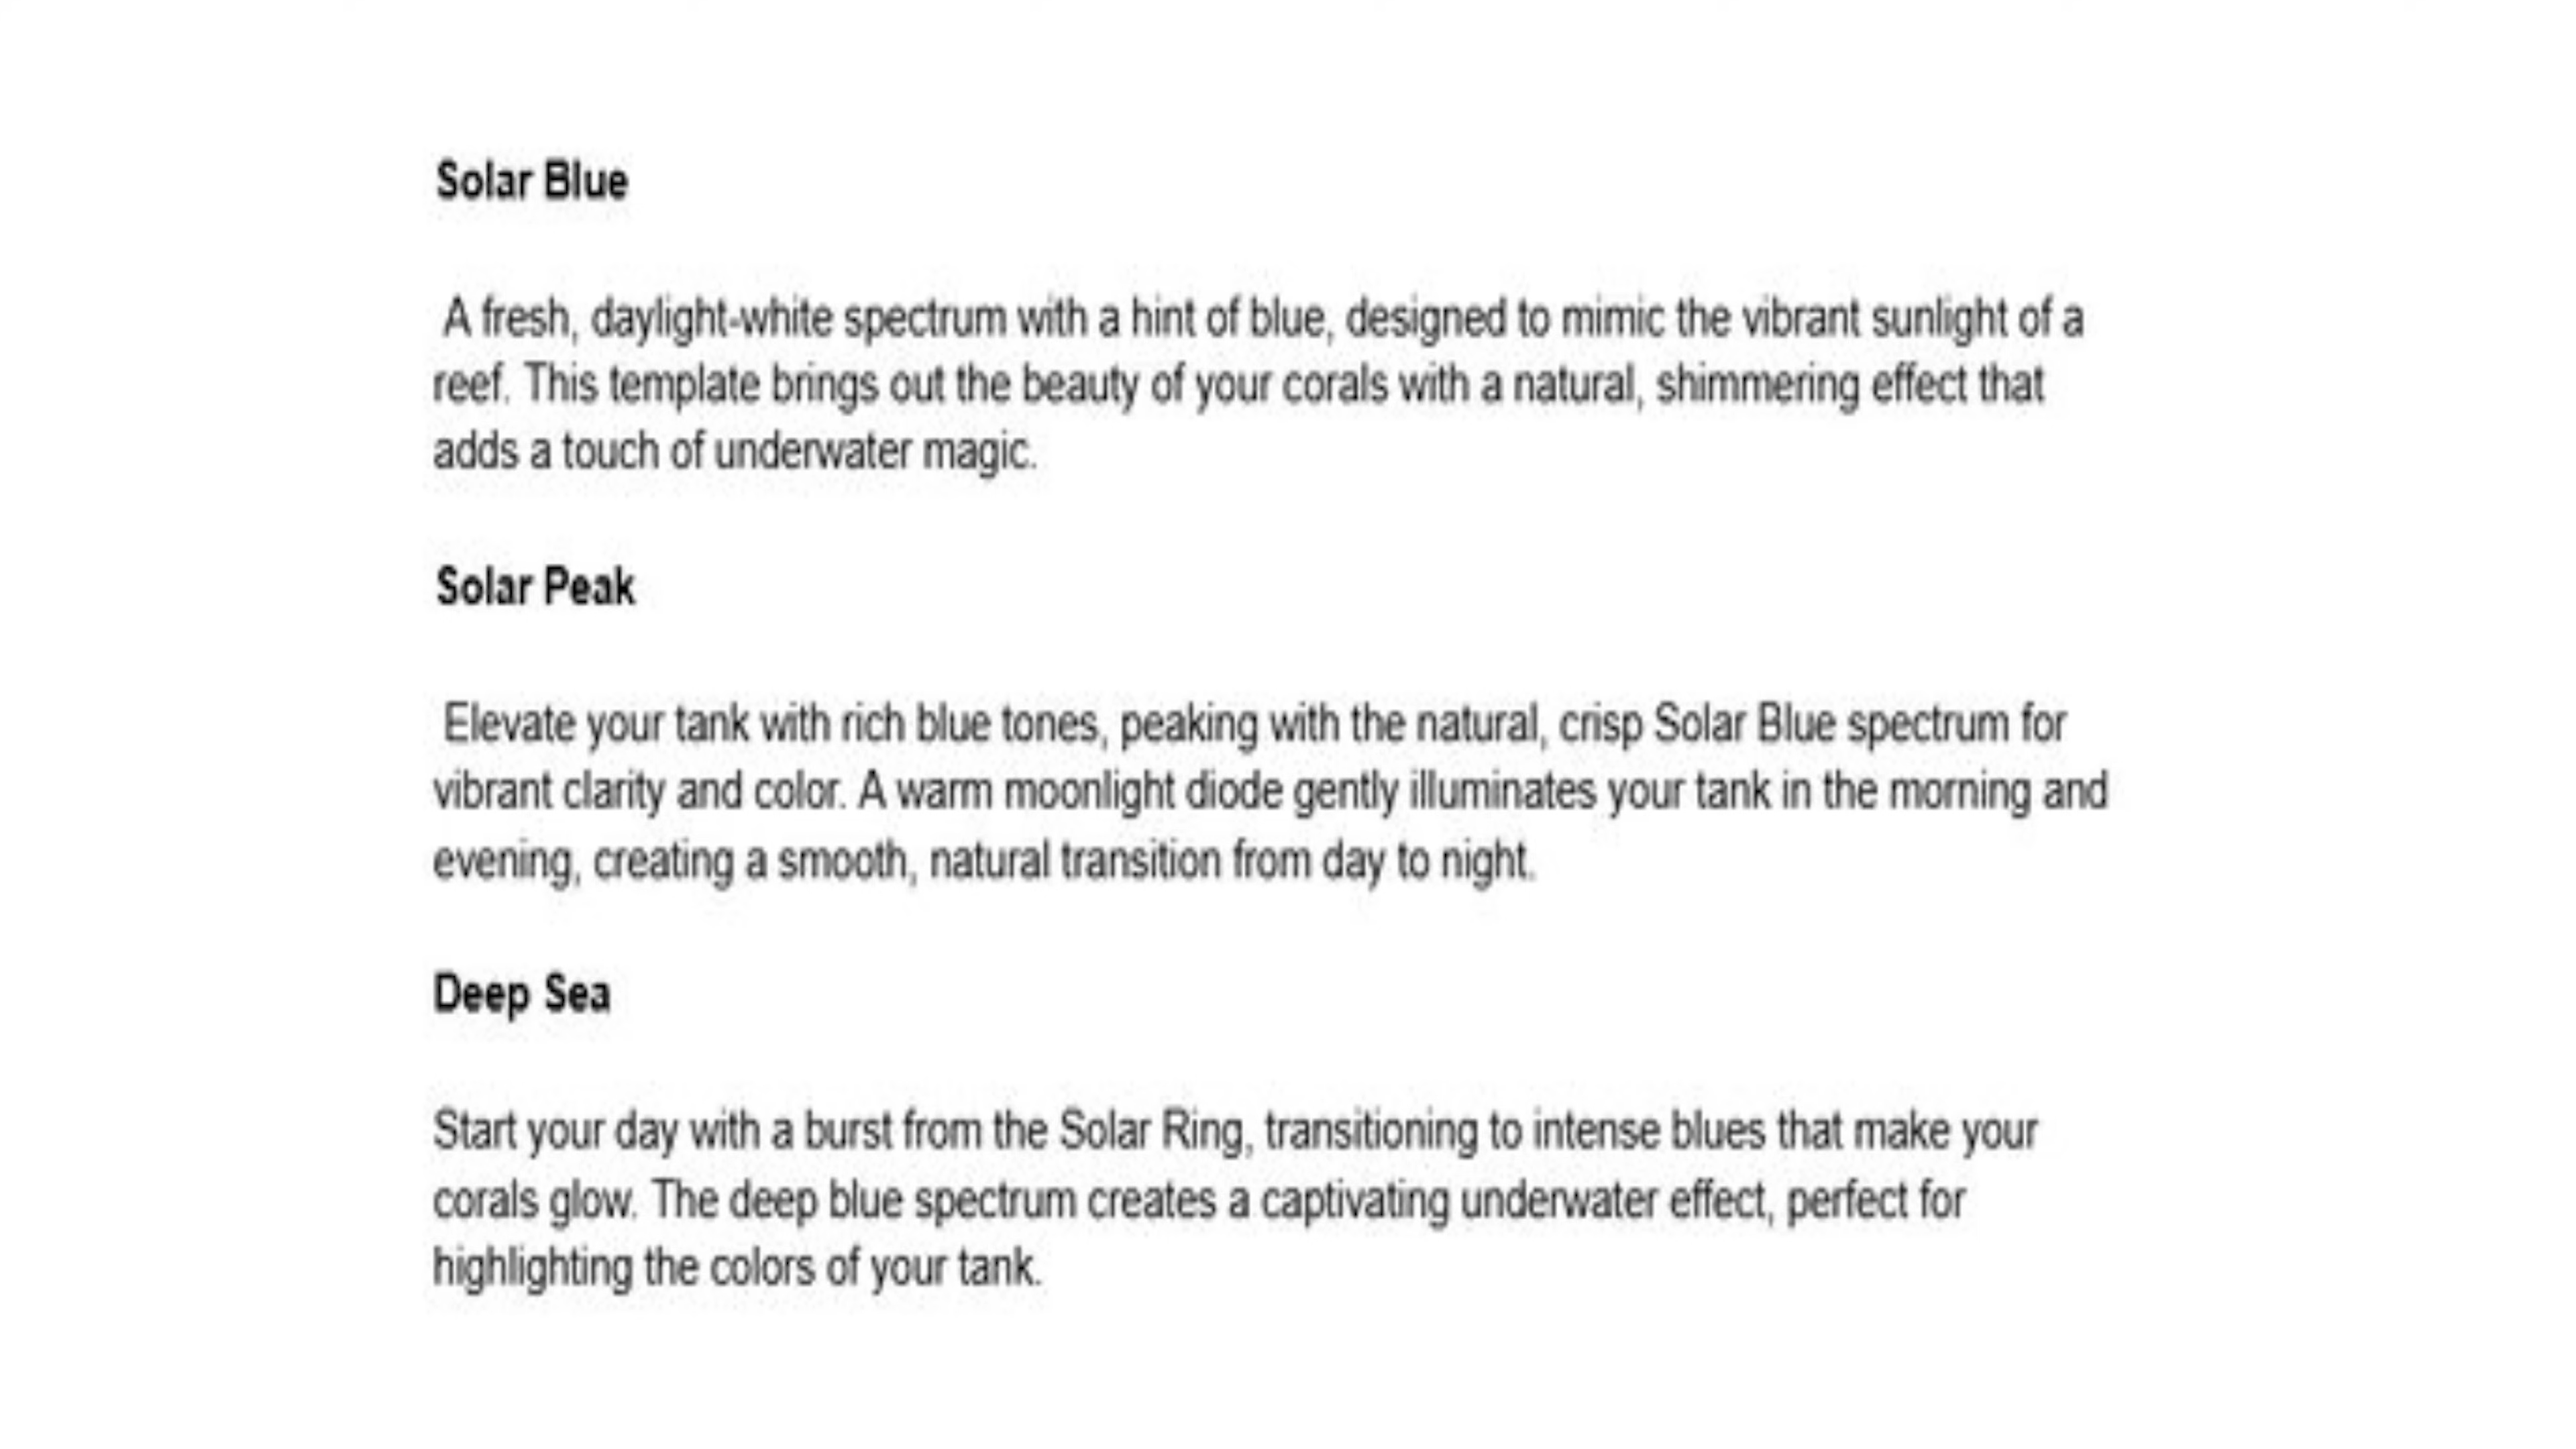 Solar Blue
A fresh, daylight-white spectrum with a hint of blue, designed to mimic the vibrant sunlight of a
reef. This template brings out the beauty of your corals with a natural, shimmering effect that
adds a touch of underwater magic.
Solar Peak
Elevate your tank with rich blue tones, peaking with the natural, crisp Solar Blue spectrum for
vibrant clarity and color. A warm moonlight diode gently illuminates your tank in the morning and
evening, creating a smooth, natural transition from day to night.
Deep Sea
Start your day with a burst from the Solar Ring, transitioning to intense blues that make your
corals glow. The deep blue spectrum creates a captivating underwater effect, perfect for
highlighting the colors of your tank.